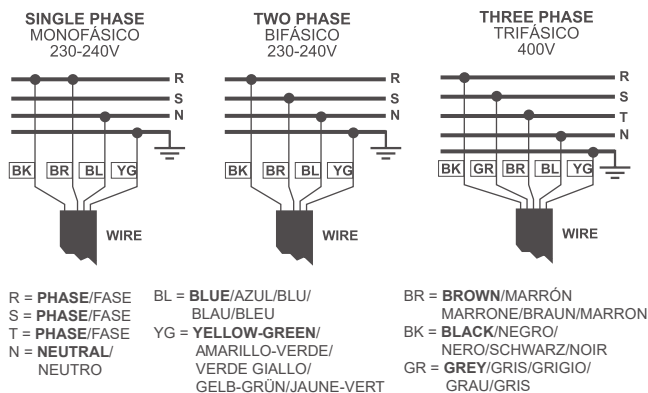 SINGLE PHASE
MONOFÁSICO
230-240V
R
S
N
BK BR BL YG
WIRE
TWO PHASE
BIFÁSICO
230-240V
R
S
N
BK BR BL YG
WIRE
THREE PHASE
TRIFÁSICO
400V
R
S
T
N
BK GR BR BL YG
WIRE
R = PHASE/FASE
S = PHASE/FASE
T = PHASE/FASE
N = NEUTRAL/
NEUTRO
BL = BLUE/AZUL/BLU/
BLAU/BLEU
YG = YELLOW-GREEN/
AMARILLO-VERDE/
VERDE GIALLO/
GELB-GRÜN/JAUNE-VERT
BR = BROWN/MARRÓN
MARRONE/BRAUN/MARRON
BK = BLACK/NEGRO/
NERO/SCHWARZ/NOIR
GR = GREY/GRIS/GRIGIO/
GRAU/GRIS